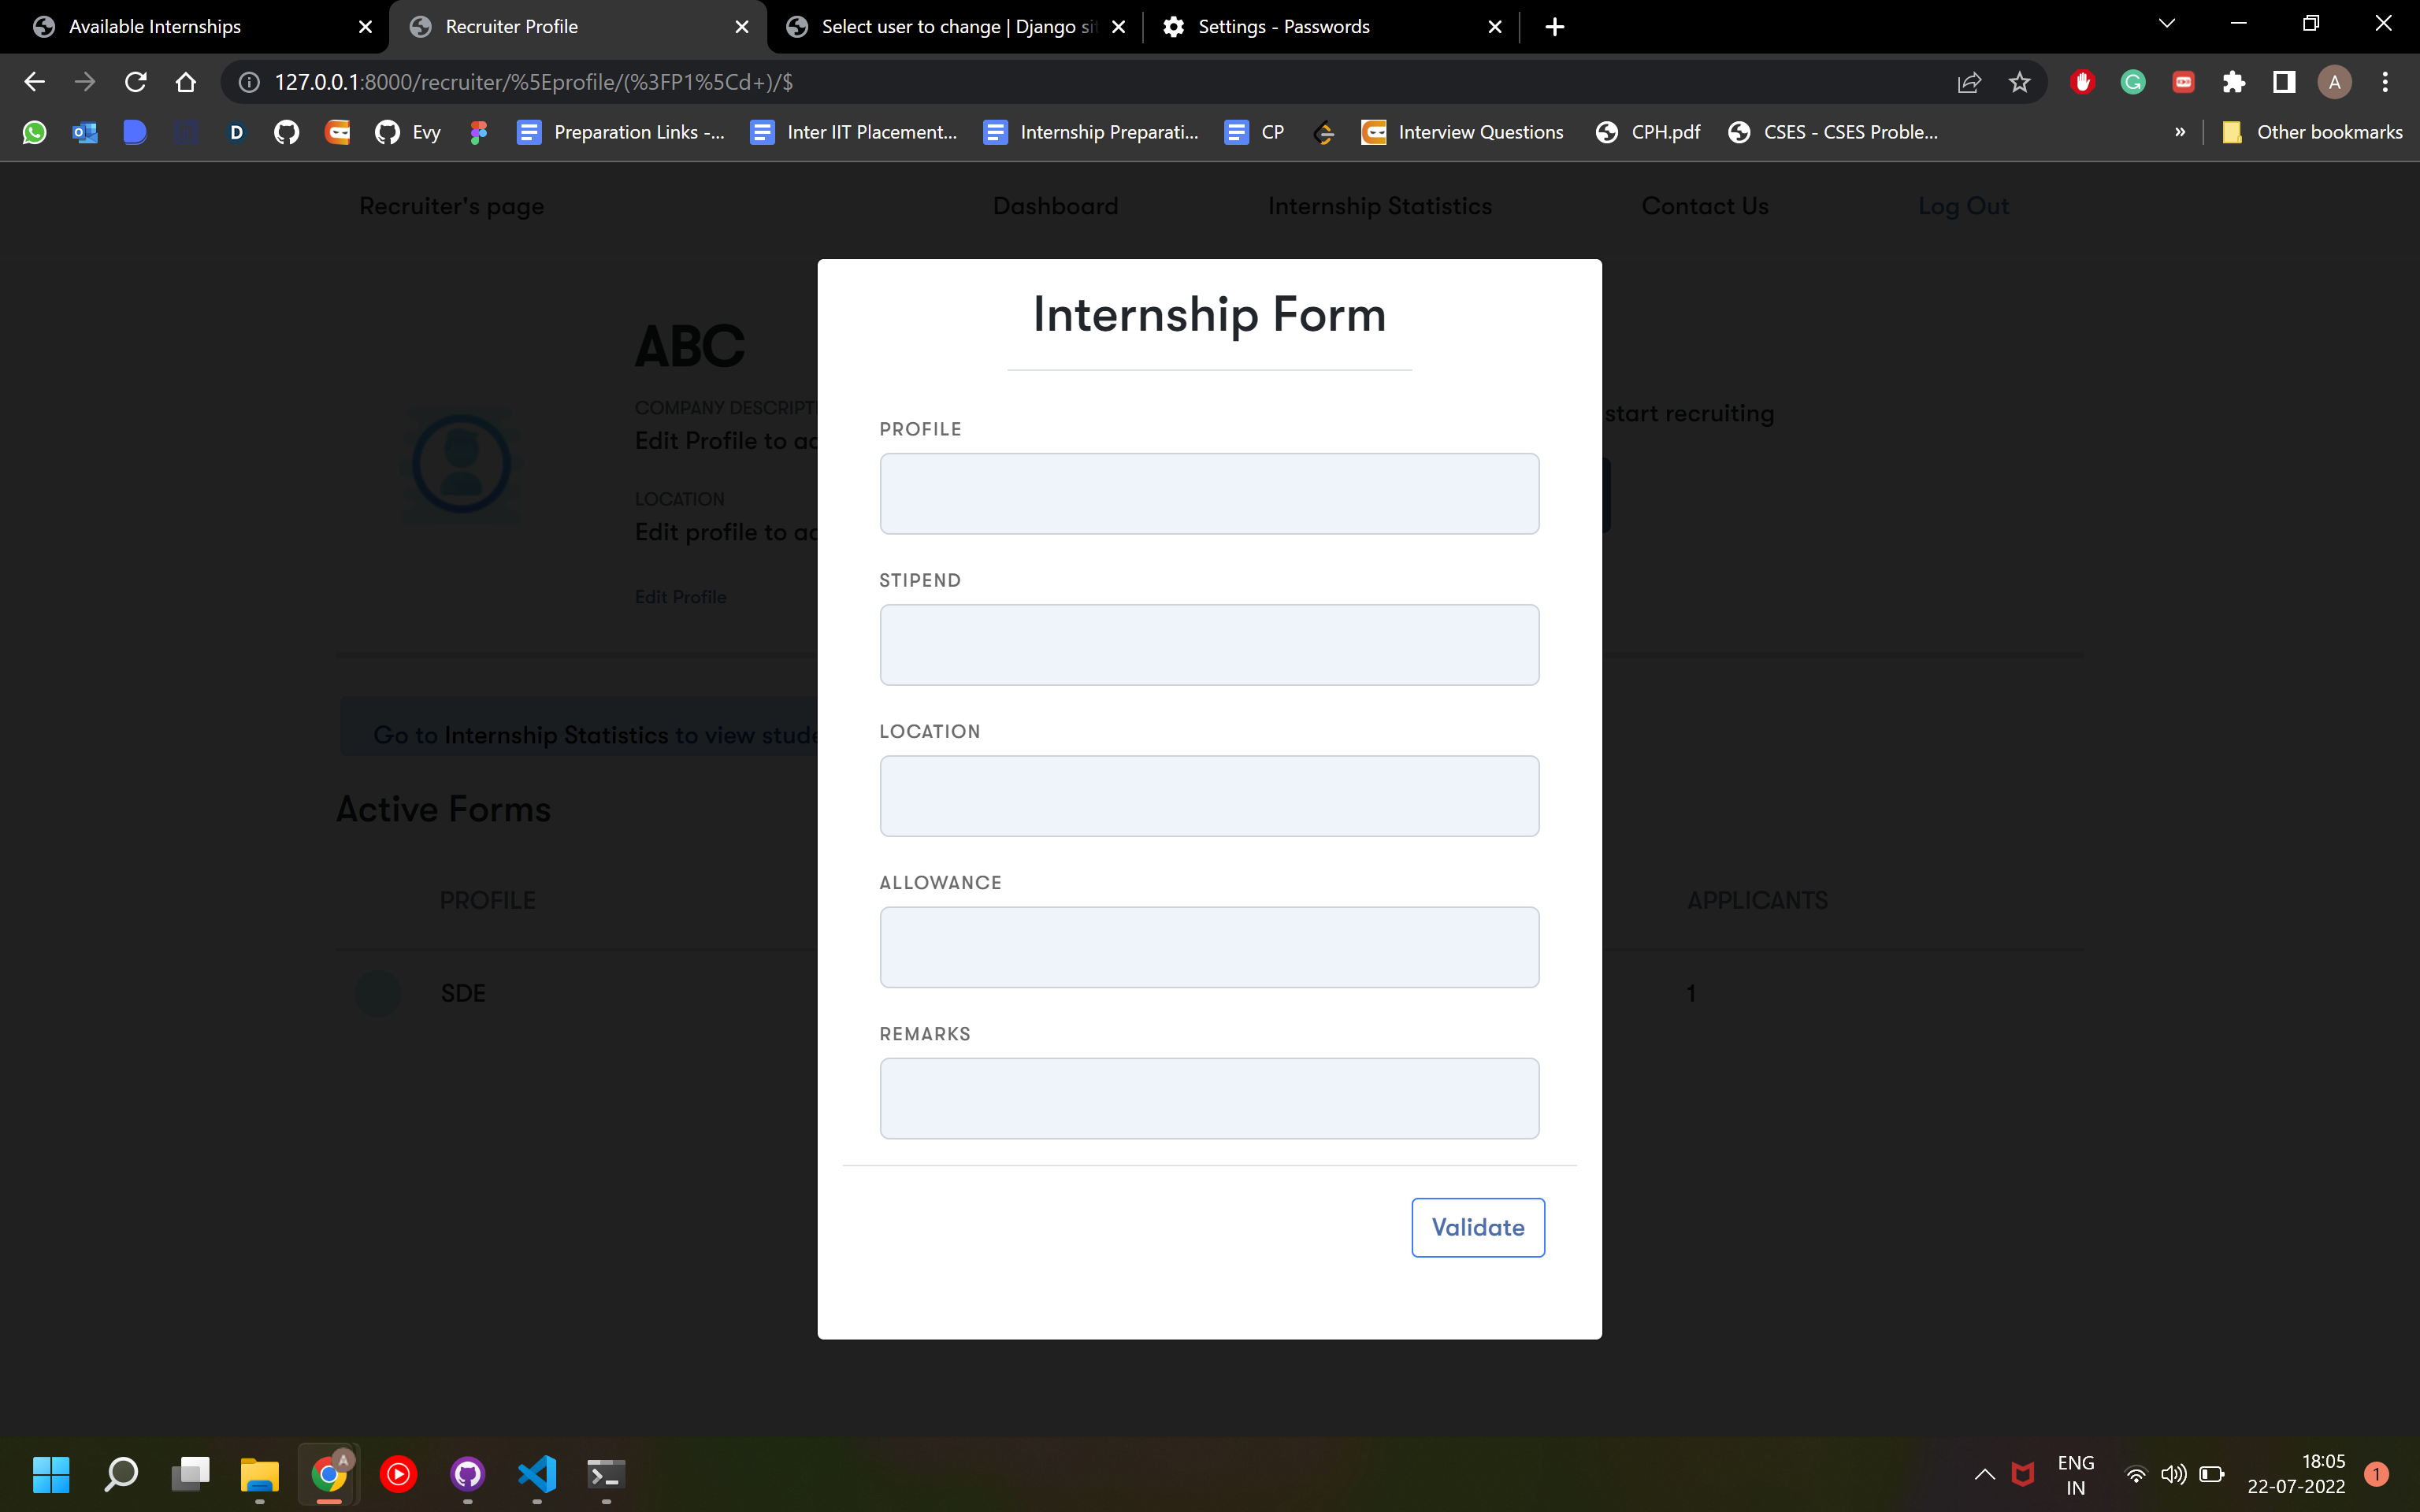 Available Internships
Recruiter Profile
Select user to change | Django si
Settings - Passwords
127.0.0.1:8000/recruiter/%5Eprofile/(%3FP1%5Cd+)/$
A
D
Evy
Preparation Links -...
Inter IIT Placement...
Internship Preparati...
CP
Interview Questions
CPH.pdf
CSES - CSES Proble...
»
Other bookmarks
Recruiter's page
Dashboard
Internship Statistics
Contact Us
Log Out
Internship Form
ABC
COMPANY DESCRIPT
Edit Profile to a
start recruiting
LOCATION
Edit profile to a
Edit Profile
Go to Internship Statistics to view stud
Active Forms
PROFILE
APPLICANTS
SDE
1
PROFILE
STIPEND
LOCATION
ALLOWANCE
REMARKS
Validate
A
ENG
IN
18:05
22-07-2022
1